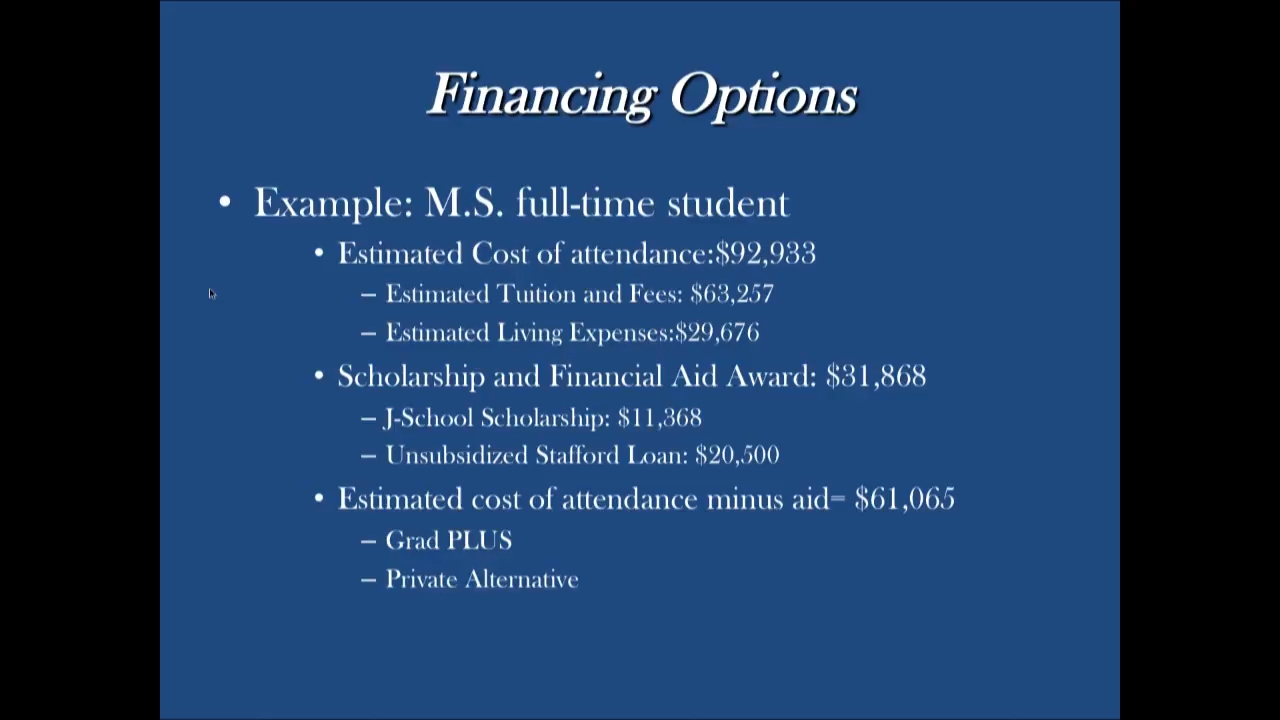 Financing Options
• Example: M.S. full-time student
• Estimated Cost of attendance:$92,933
– Estimated Tuition and Fees: $63,257
– Estimated Living Expenses:$29,676
• Scholarship and Financial Aid Award: $31,868
– J-School Scholarship: $11,368
– Unsubsidized Stafford Loan: $20,500
• Estimated cost of attendance minus aid= $61,065
– Grad PLUS
– Private Alternative